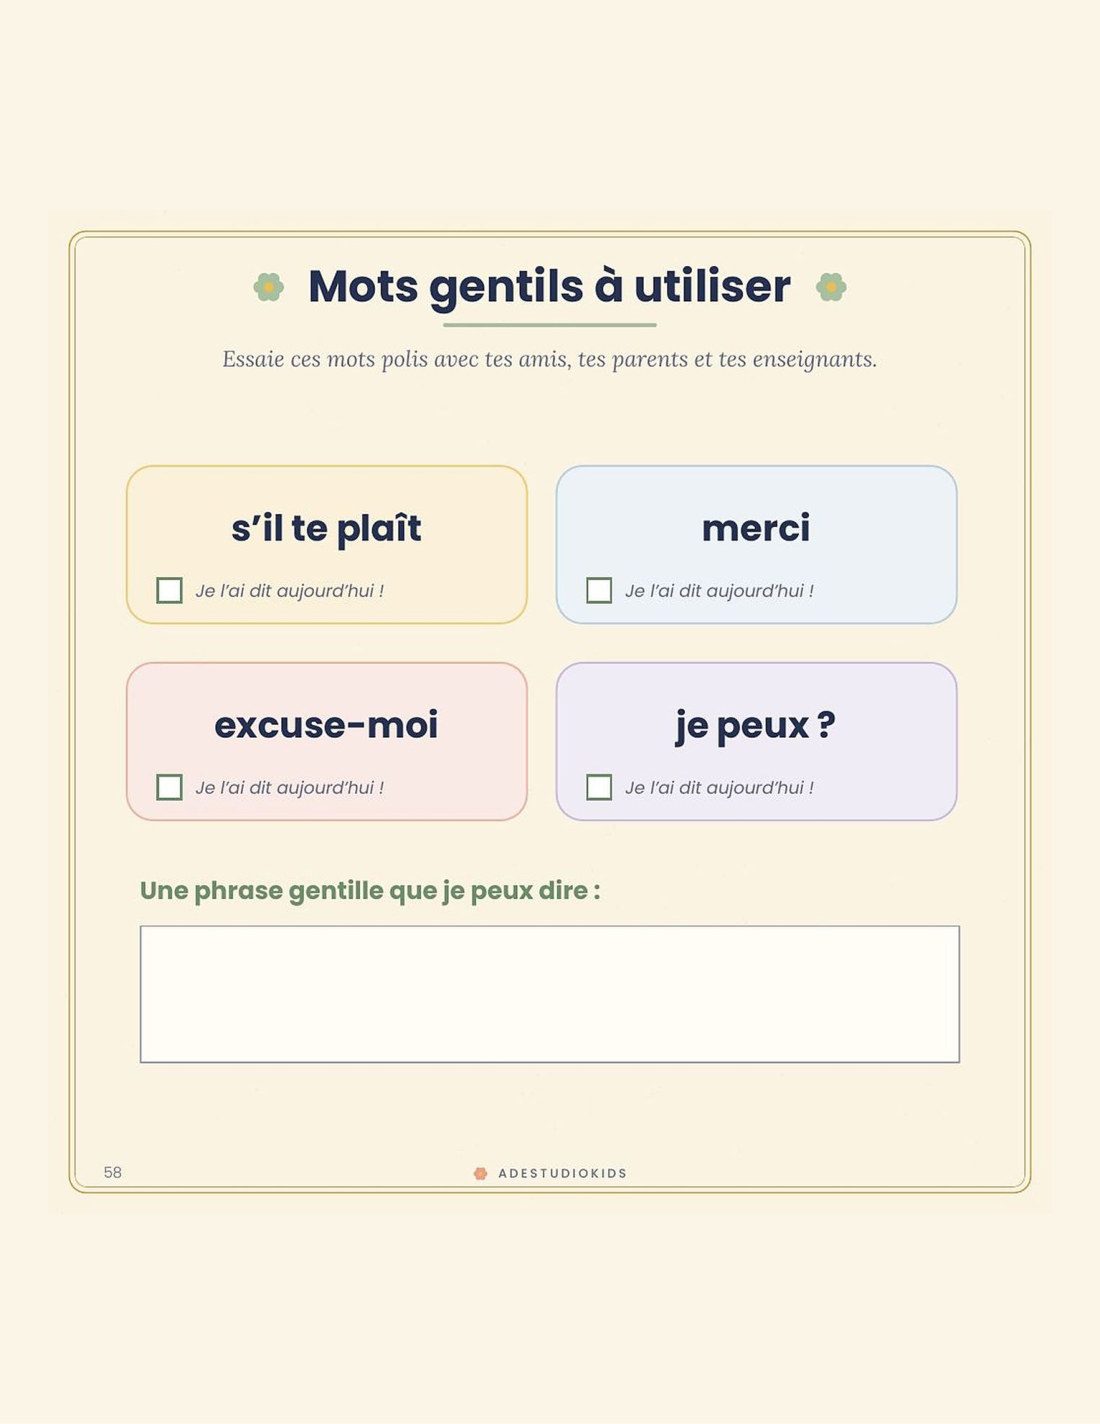 Mots gentils à utiliser
Essaie ces mots polis avec tes amis, tes parents et tes enseignants.
s’il te plaît
Je l’ai dit aujourd’hui !
merci
Je l’ai dit aujourd’hui !
excuse-moi
Je l’ai dit aujourd’hui !
je peux ?
Je l’ai dit aujourd’hui !
Une phrase gentille que je peux dire :
58
ADESTUDIOKIDS